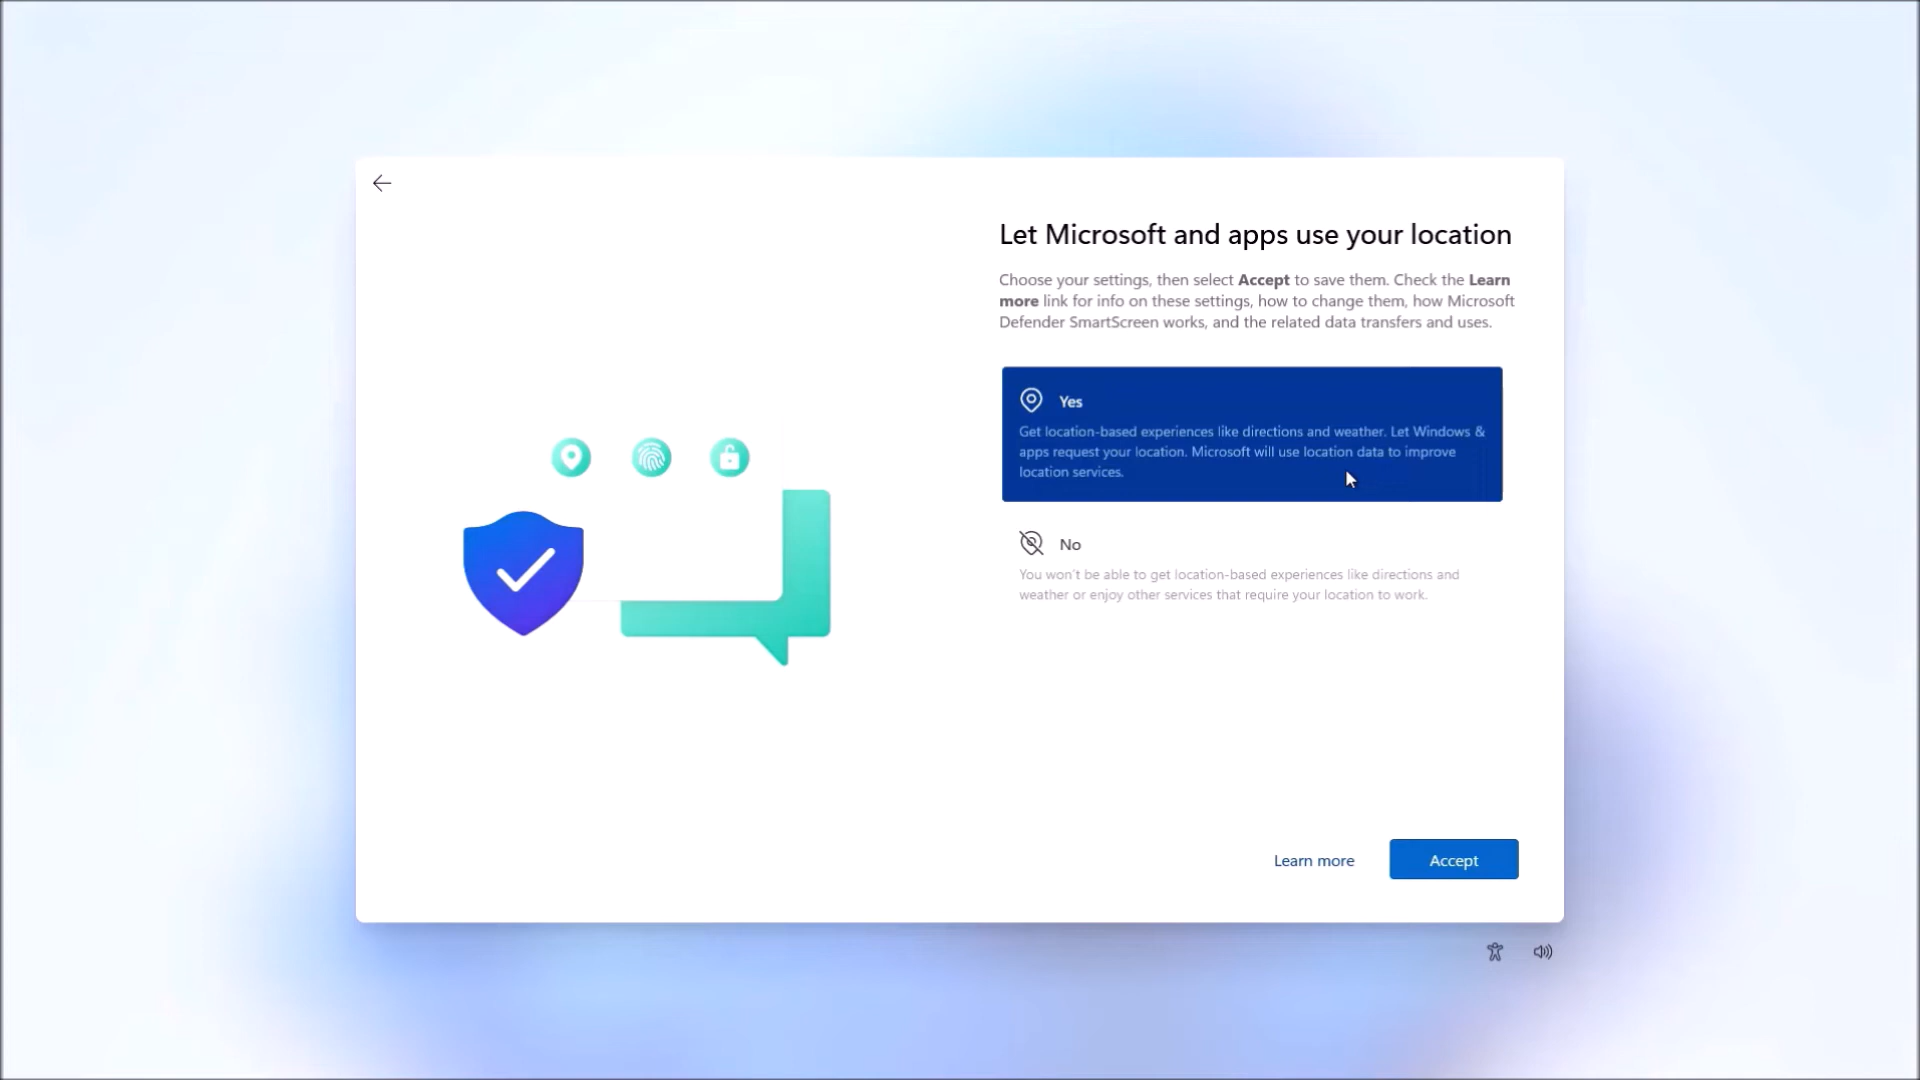 Let Microsoft and apps use your location
Choose your settings, then select Accept to save them. Check the Learn
more link for info on these settings, how to change them, how Microsoft
Defender SmartScreen works, and the related data transfers and uses.
Yes
Get location-based experiences like directions and weather. Let Windows &
apps request your location. Microsoft will use location data to improve
location services.
No
You won't be able to get location-based experiences like directions and
weather or enjoy other services that require your location to work.
Learn more
Accept